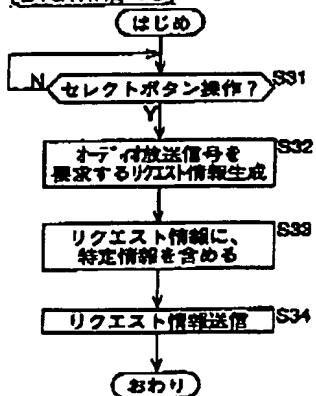 はじめ
N
セレクトボタン操作？
S31
Y
オーディオ放送信号を
要求するリクエスト情報生成
S32
リクエスト情報に、
特定情報を含める
S33
リクエスト情報送信
S34
おわり